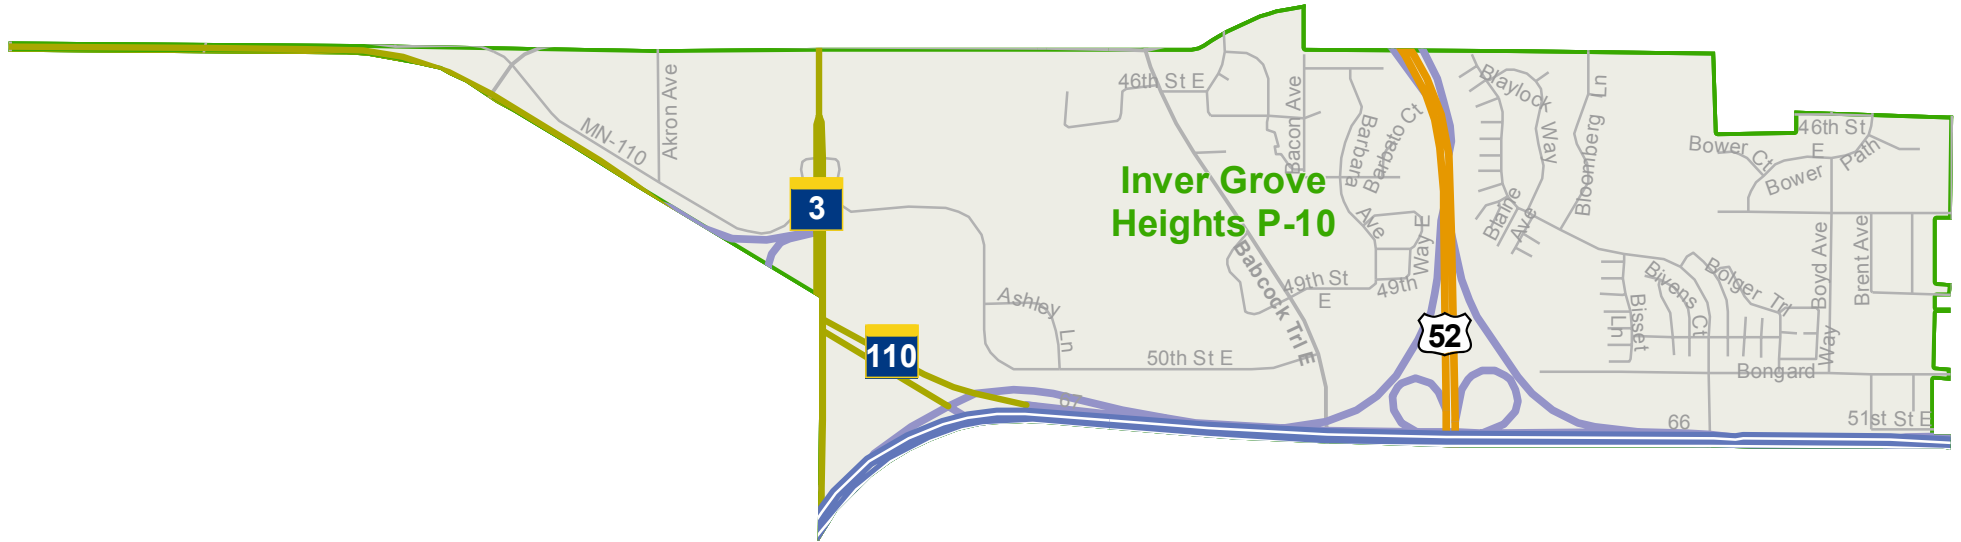 46th St E
Akron Ave
MN-110
3
Bacon Ave
Barbara
Ave
Barbato Ct
Blaylock
Way
Bloomberg Ln
Bower Ct
46th St
E
Bower
Path
Inver Grove
Heights P-10
Blaine
Ave
Babcock Trl E
49th St
E
49th
Way E
Ashley
Ln
50th St E
110
52
Bivens
Ct
Bolger Trl
Bisset
Ln
Boyd Ave
Brent Ave
Way
Bongard
66
51st St E